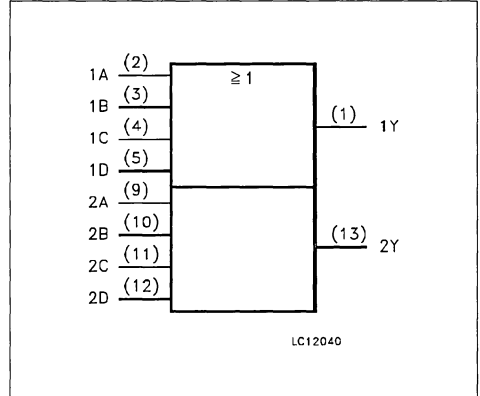 ≧ 1
1A (2)
1B (3)
1C (4)
1D (5)
2A (9)
2B (10)
2C (11)
2D (12)
(1) 1Y
(13) 2Y
LC12040